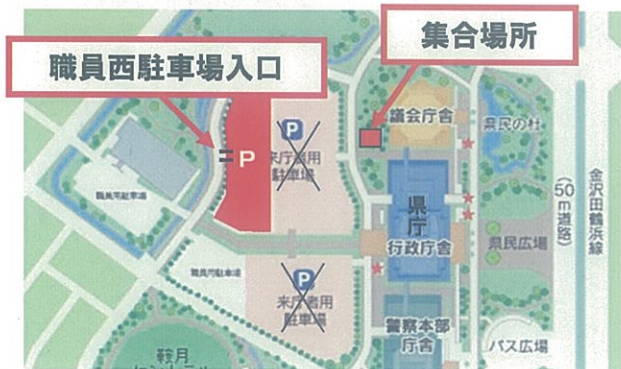 職員西駐車場入口
集合場所
議会庁舎
県民の杜
P
P
来庁者用
駐車場
職員用駐車場
県庁
行政庁舎
金沢田鶴浜線
(50m道路)
県民広場
職員用駐車場
P
来庁者用
駐車場
警察本部
庁舎
バス広場
鞍月